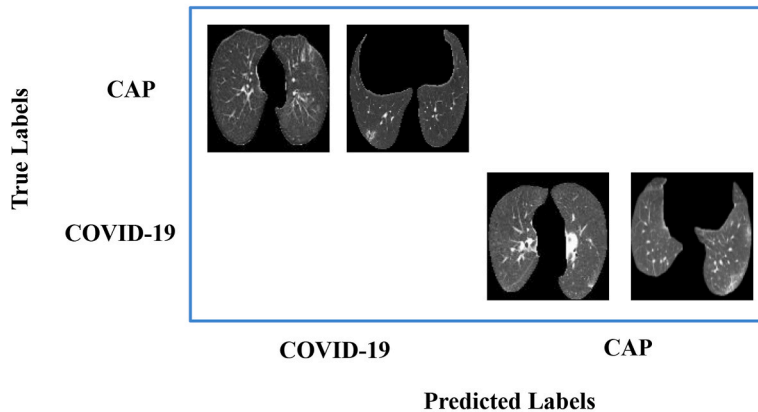 True Labels
CAP
COVID-19
COVID-19 CAP
Predicted Labels